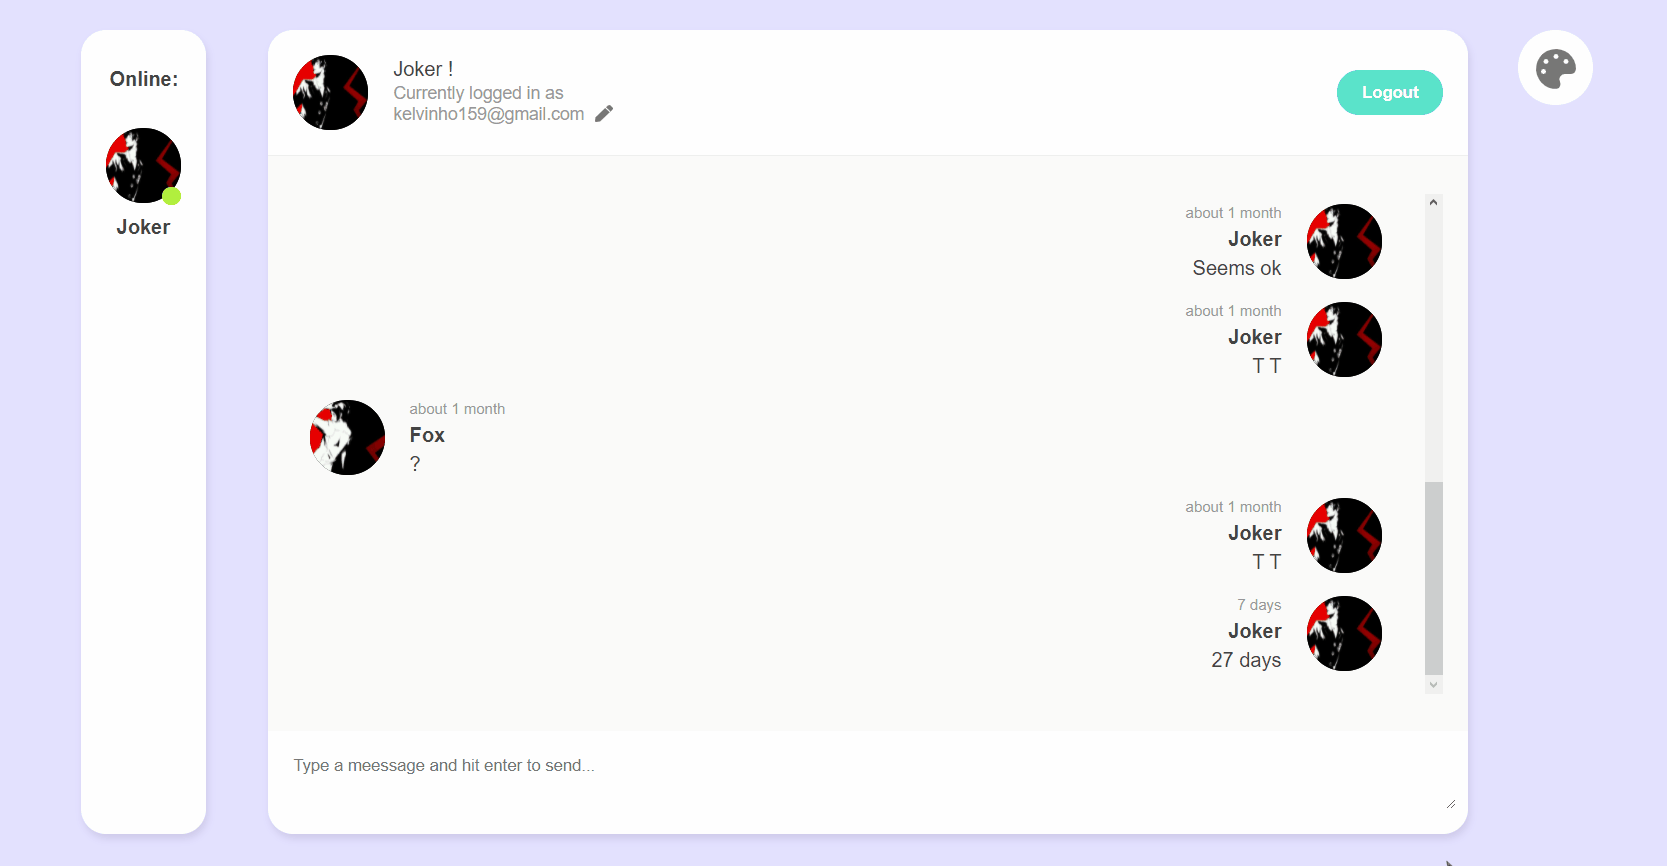 Online:
Joker
Joker !
Currently logged in as
kelvinho159@gmail.com
Logout
about 1 month
Joker
Seems ok
about 1 month
Joker
T T
about 1 month
Fox
?
about 1 month
Joker
T T
7 days
Joker
27 days
Type a meessage and hit enter to send...